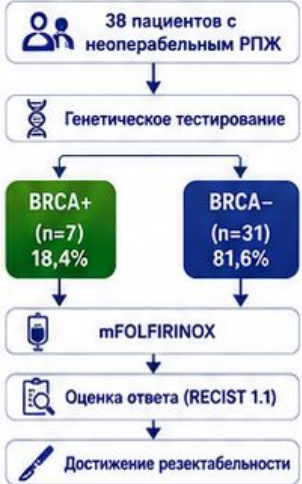 38 пациентов с
неоперабельным РПЖ
Генетическое тестирование
BRCA+
(n=7)
18,4%
BRCA−
(n=31)
81,6%
mFOLFIRINOX
Оценка ответа (RECIST 1.1)
Достижение резектабельности